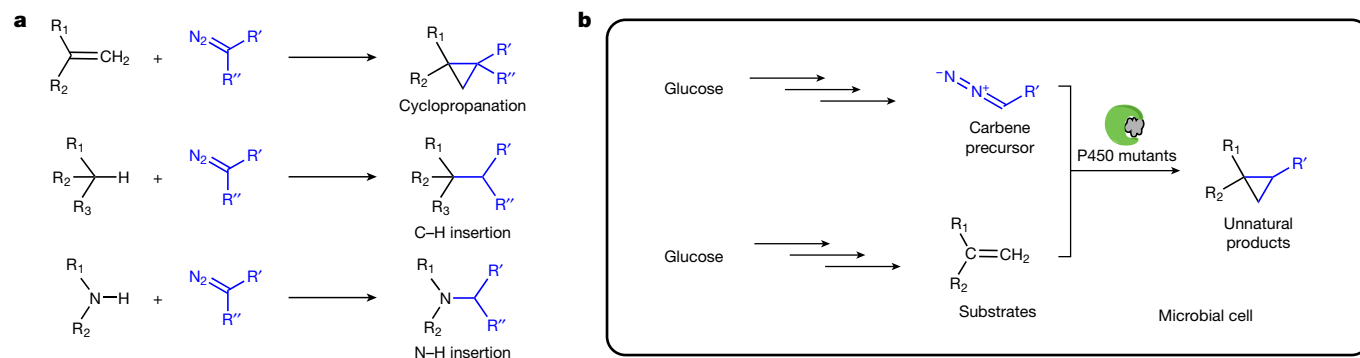 a
R1
R2
CH2
+
N2
R′
R″
R1
R2
R′
R″
Cyclopropanation
R1
R2
R3
H
+
N2
R′
R″
R1
R2
R3
R′
R″
C–H insertion
R1
N
H
R2
+
N2
R′
R″
R1
N
R2
R′
R″
N–H insertion
b
Glucose
−N
N+
R′
Carbene
precursor
P450 mutants
R1
R2
R′
Unnatural
products
Glucose
R1
C
CH2
R2
Substrates
Microbial cell